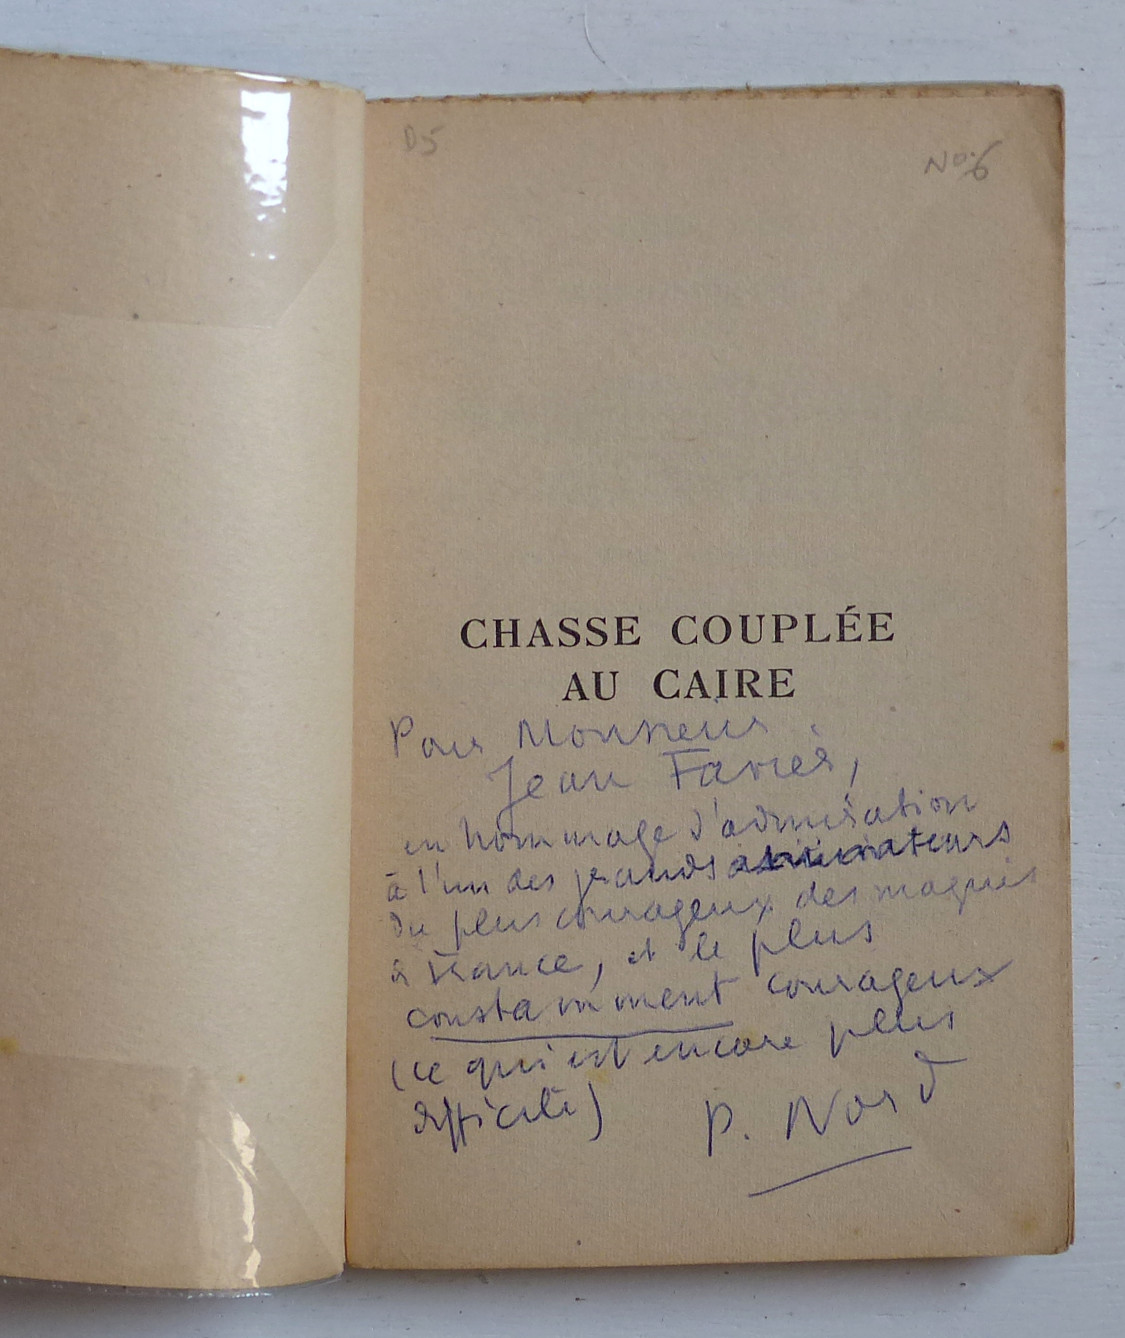 D5
No 6
CHASSE COUPLÉE
AU CAIRE
Pour Monsieur
Jean Favier,
en hommage d'admiration
à l'un des grands animateurs
du plus courageux des maquis
de France, et le plus
constamment courageux
(ce qui est encore plus
difficile) P. Nord